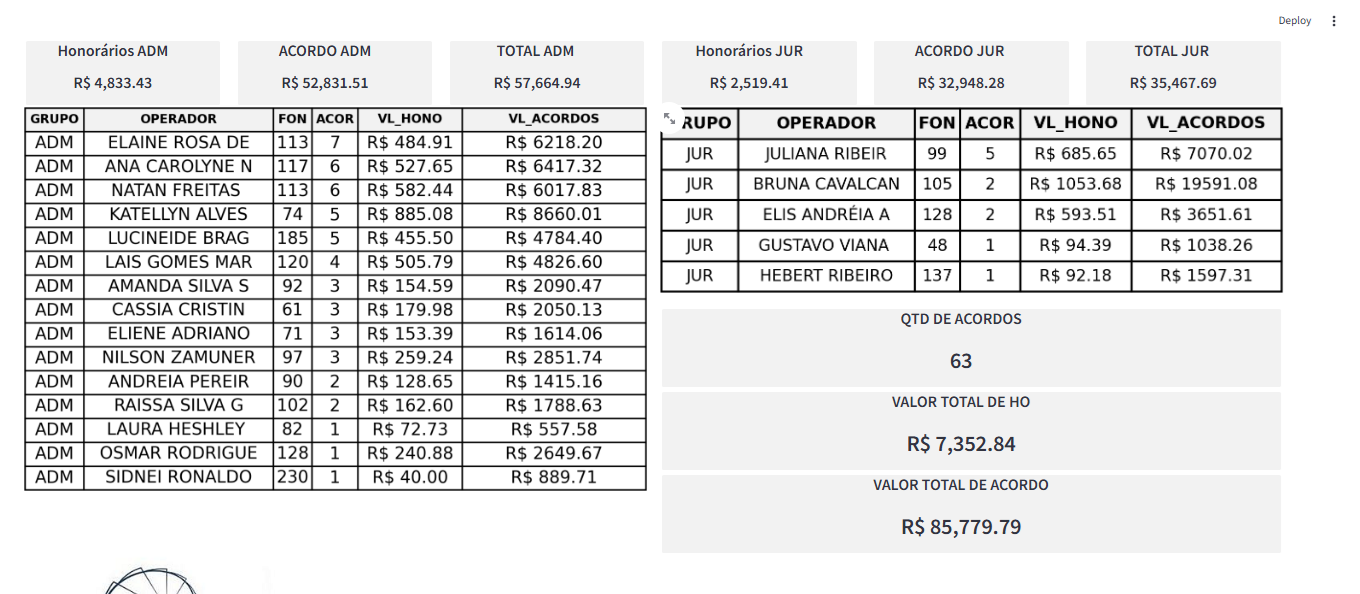 Deploy
Honorários ADM
R$ 4,833.43
ACORDO ADM
R$ 52,831.51
TOTAL ADM
R$ 57,664.94
Honorários JUR
R$ 2,519.41
ACORDO JUR
R$ 32,948.28
TOTAL JUR
R$ 35,467.69
GRUPO OPERADOR FON ACOR VL_HONO VL_ACORDOS
ADM ELAINE ROSA DE 113 7 R$ 484.91 R$ 6218.20
ADM ANA CAROLYNE N 117 6 R$ 527.65 R$ 6417.32
ADM NATAN FREITAS 113 6 R$ 582.44 R$ 6017.83
ADM KATELLYN ALVES 74 5 R$ 885.08 R$ 8660.01
ADM LUCINEIDE BRAG 185 5 R$ 455.50 R$ 4784.40
ADM LAIS GOMES MAR 120 4 R$ 505.79 R$ 4826.60
ADM AMANDA SILVA S 92 3 R$ 154.59 R$ 2090.47
ADM CASSIA CRISTIN 61 3 R$ 179.98 R$ 2050.13
ADM ELIENE ADRIANO 71 3 R$ 153.39 R$ 1614.06
ADM NILSON ZAMUNER 97 3 R$ 259.24 R$ 2851.74
ADM ANDREIA PEREIR 90 2 R$ 128.65 R$ 1415.16
ADM RAISSA SILVA G 102 2 R$ 162.60 R$ 1788.63
ADM LAURA HESHLEY 82 1 R$ 72.73 R$ 557.58
ADM OSMAR RODRIGUE 128 1 R$ 240.88 R$ 2649.67
ADM SIDNEI RONALDO 230 1 R$ 40.00 R$ 889.71
RUPO OPERADOR FON ACOR VL_HONO VL_ACORDOS
JUR JULIANA RIBEIR 99 5 R$ 685.65 R$ 7070.02
JUR BRUNA CAVALCAN 105 2 R$ 1053.68 R$ 19591.08
JUR ELIS ANDRÉIA A 128 2 R$ 593.51 R$ 3651.61
JUR GUSTAVO VIANA 48 1 R$ 94.39 R$ 1038.26
JUR HEBERT RIBEIRO 137 1 R$ 92.18 R$ 1597.31
QTD DE ACORDOS
63
VALOR TOTAL DE HO
R$ 7,352.84
VALOR TOTAL DE ACORDO
R$ 85,779.79